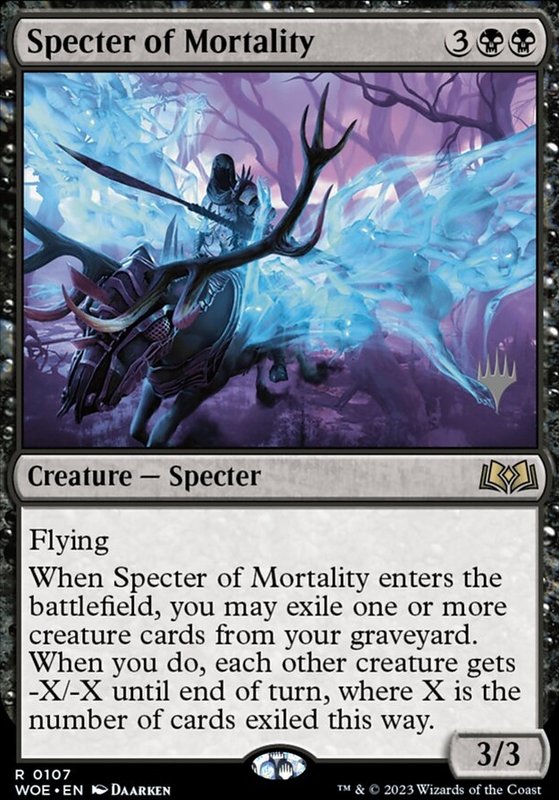 Specter of Mortality 3
Creature — Specter
Flying
When Specter of Mortality enters the
battlefield, you may exile one or more
creature cards from your graveyard.
When you do, each other creature gets
-X/-X until end of turn, where X is the
number of cards exiled this way.
3/3
R 0107
WOE • EN DAARKEN
™ & © 2023 Wizards of the Coast